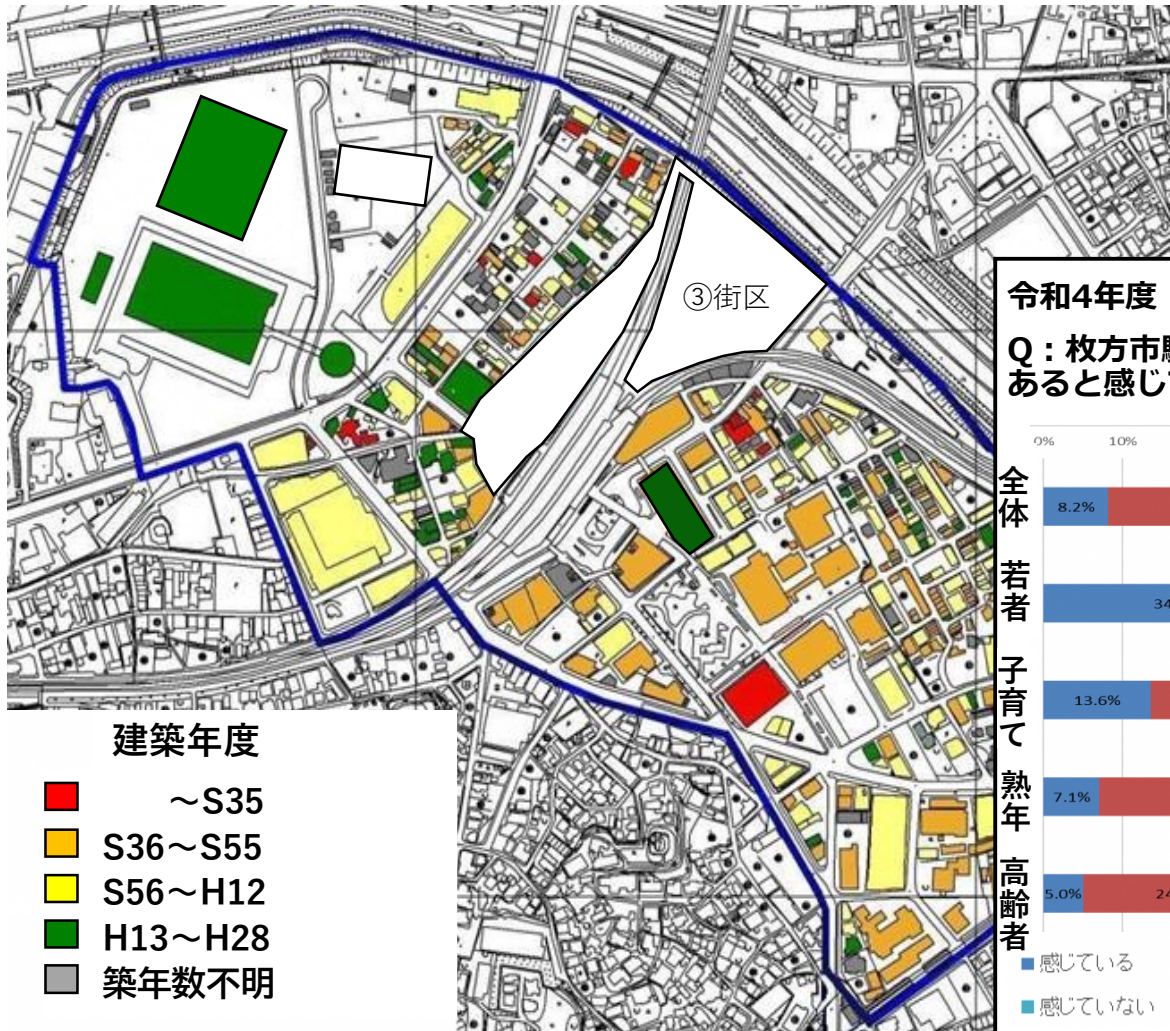 ③街区
建築年度
～S35
S36～S55
S56～H12
H13～H28
築年数不明
令和4年度
Q：枚方市駅
あると感じて
0%
10%
全体
8.2%
若者
34
子育て
13.6%
熟年
7.1%
高齢者
5.0%
24
感じている
感じていない